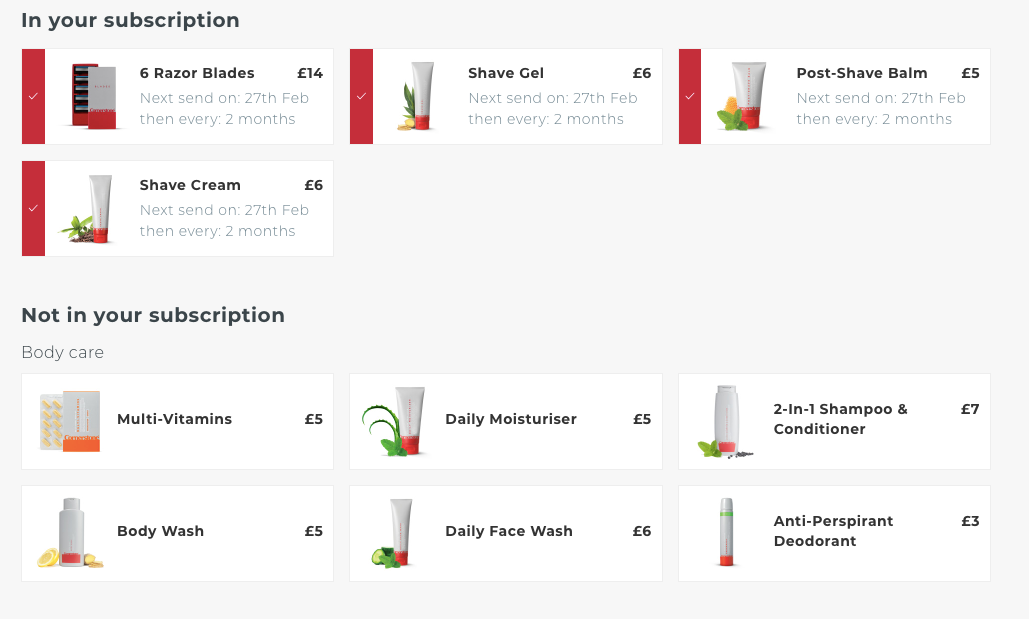 In your subscription
6 Razor Blades £14
Next send on: 27th Feb
then every: 2 months
Shave Gel £6
Next send on: 27th Feb
then every: 2 months
Post-Shave Balm £5
Next send on: 27th Feb
then every: 2 months
Shave Cream £6
Next send on: 27th Feb
then every: 2 months
Not in your subscription
Body care
Multi-Vitamins £5
Daily Moisturiser £5
2-In-1 Shampoo & £7
Conditioner
Body Wash £5
Daily Face Wash £6
Anti-Perspirant £3
Deodorant